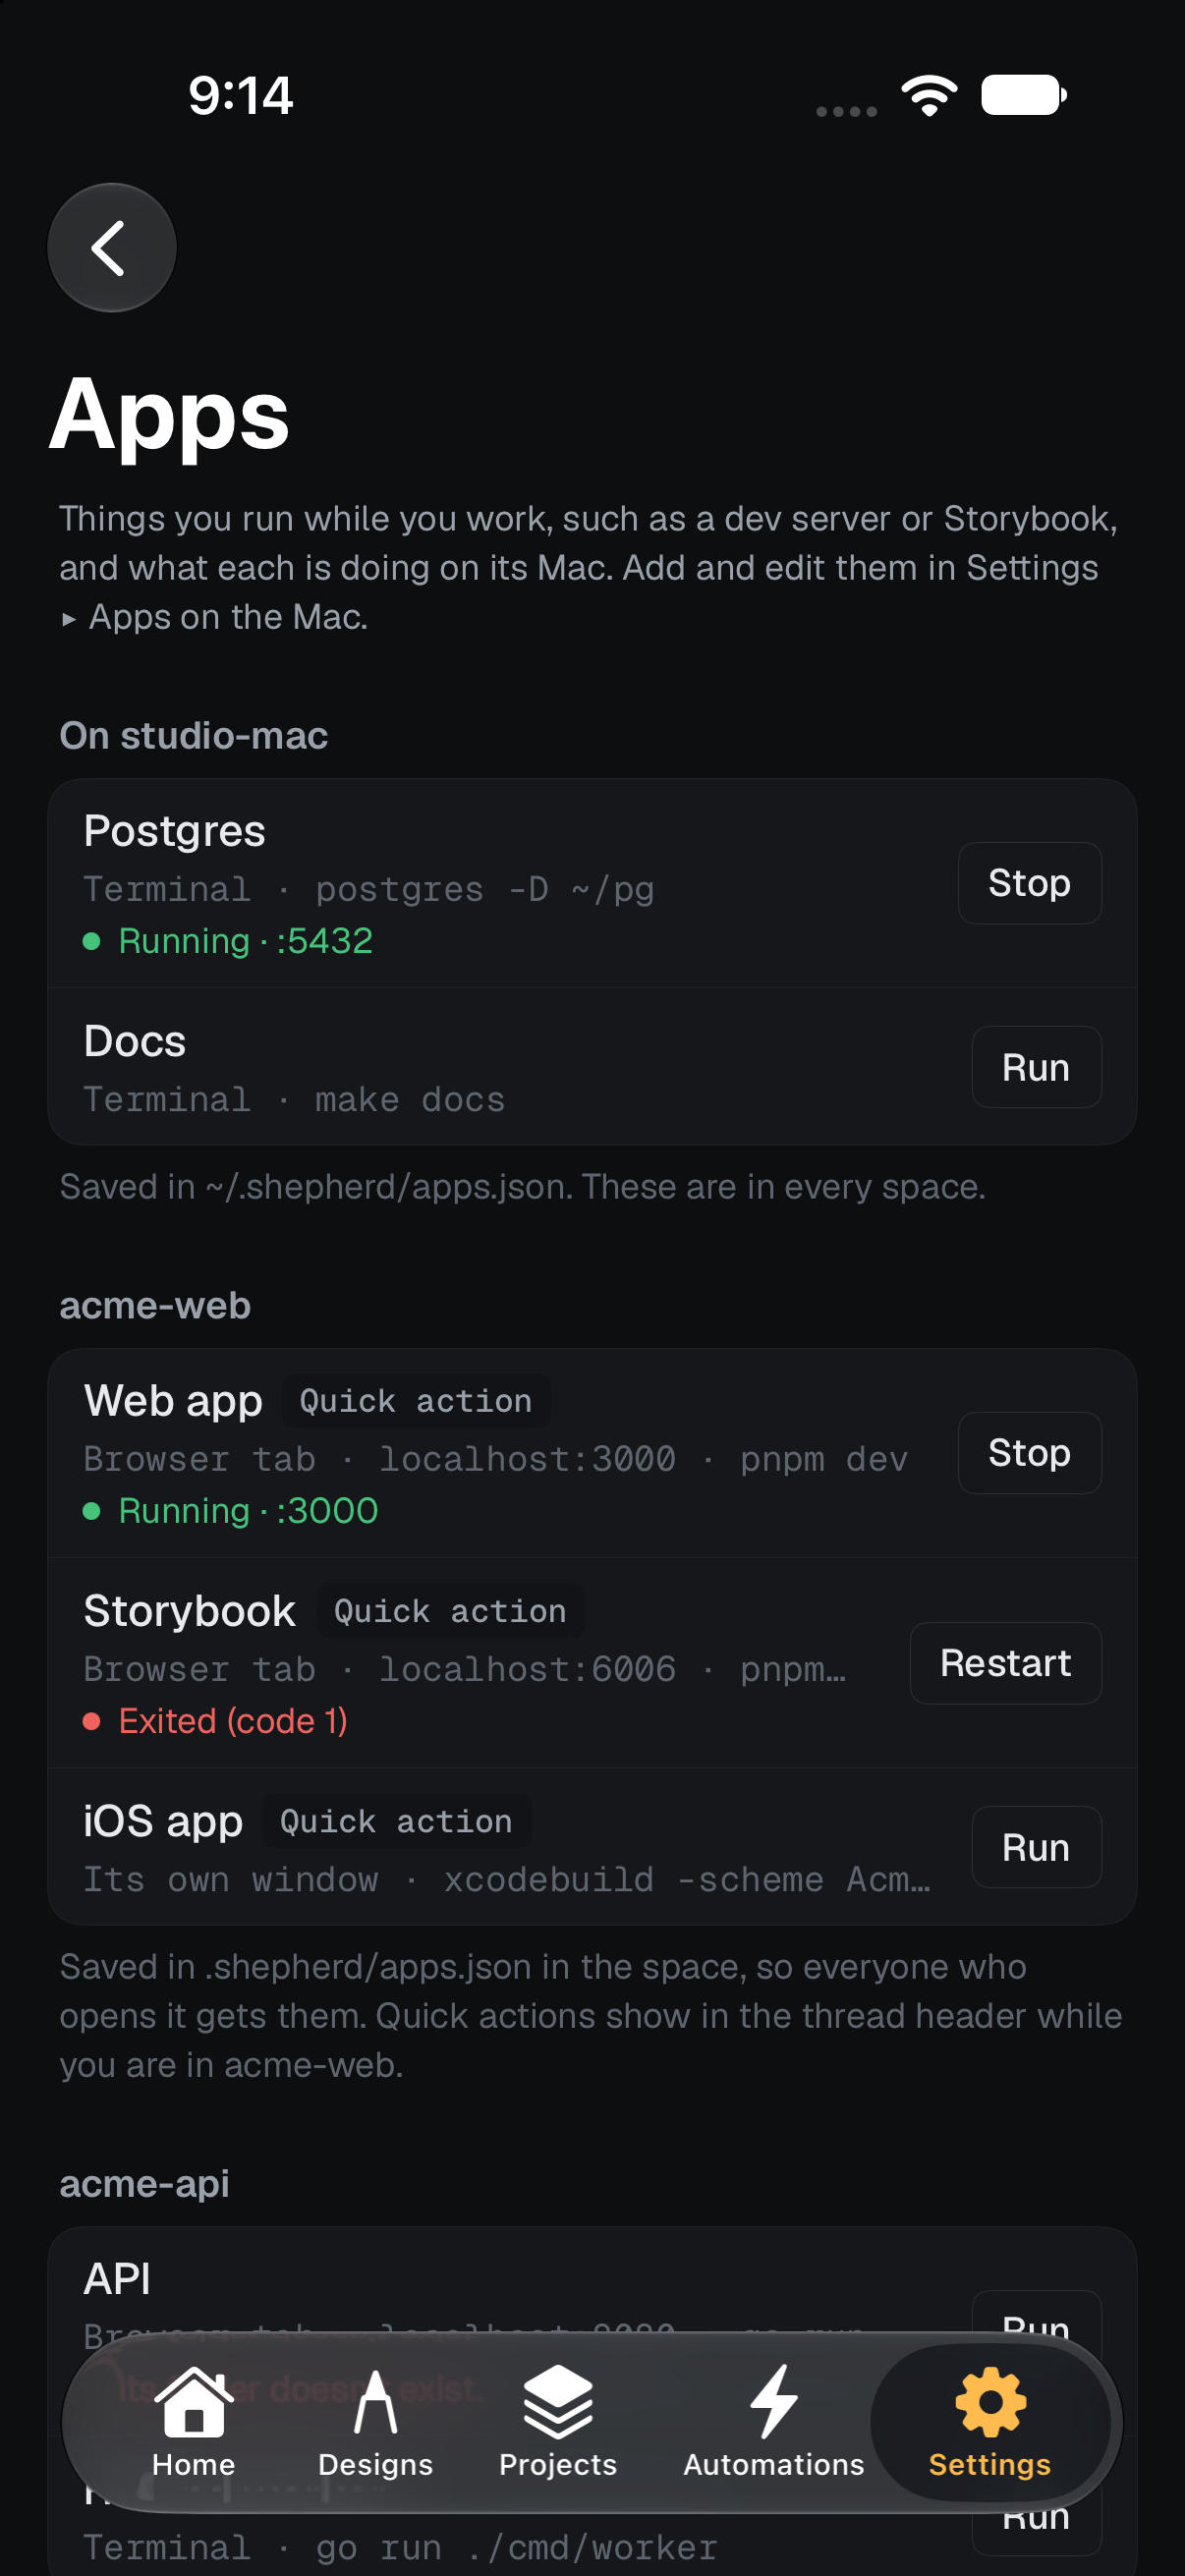 9:14
Apps
Things you run while you work, such as a dev server or Storybook,
and what each is doing on its Mac. Add and edit them in Settings
▸ Apps on the Mac.
On studio-mac
Postgres
Terminal · postgres -D ~/pg
Running · :5432
Stop
Docs
Terminal · make docs
Run
Saved in ~/.shepherd/apps.json. These are in every space.
acme-web
Web app Quick action
Browser tab · localhost:3000 · pnpm dev
Running · :3000
Stop
Storybook Quick action
Browser tab · localhost:6006 · pnpm…
Exited (code 1)
Restart
iOS app Quick action
Its own window · xcodebuild -scheme Acm…
Run
Saved in .shepherd/apps.json in the space, so everyone who
opens it gets them. Quick actions show in the thread header while
you are in acme-web.
acme-api
API
Run
Home Designs Projects Automations Settings
Run
Terminal · go run ./cmd/worker